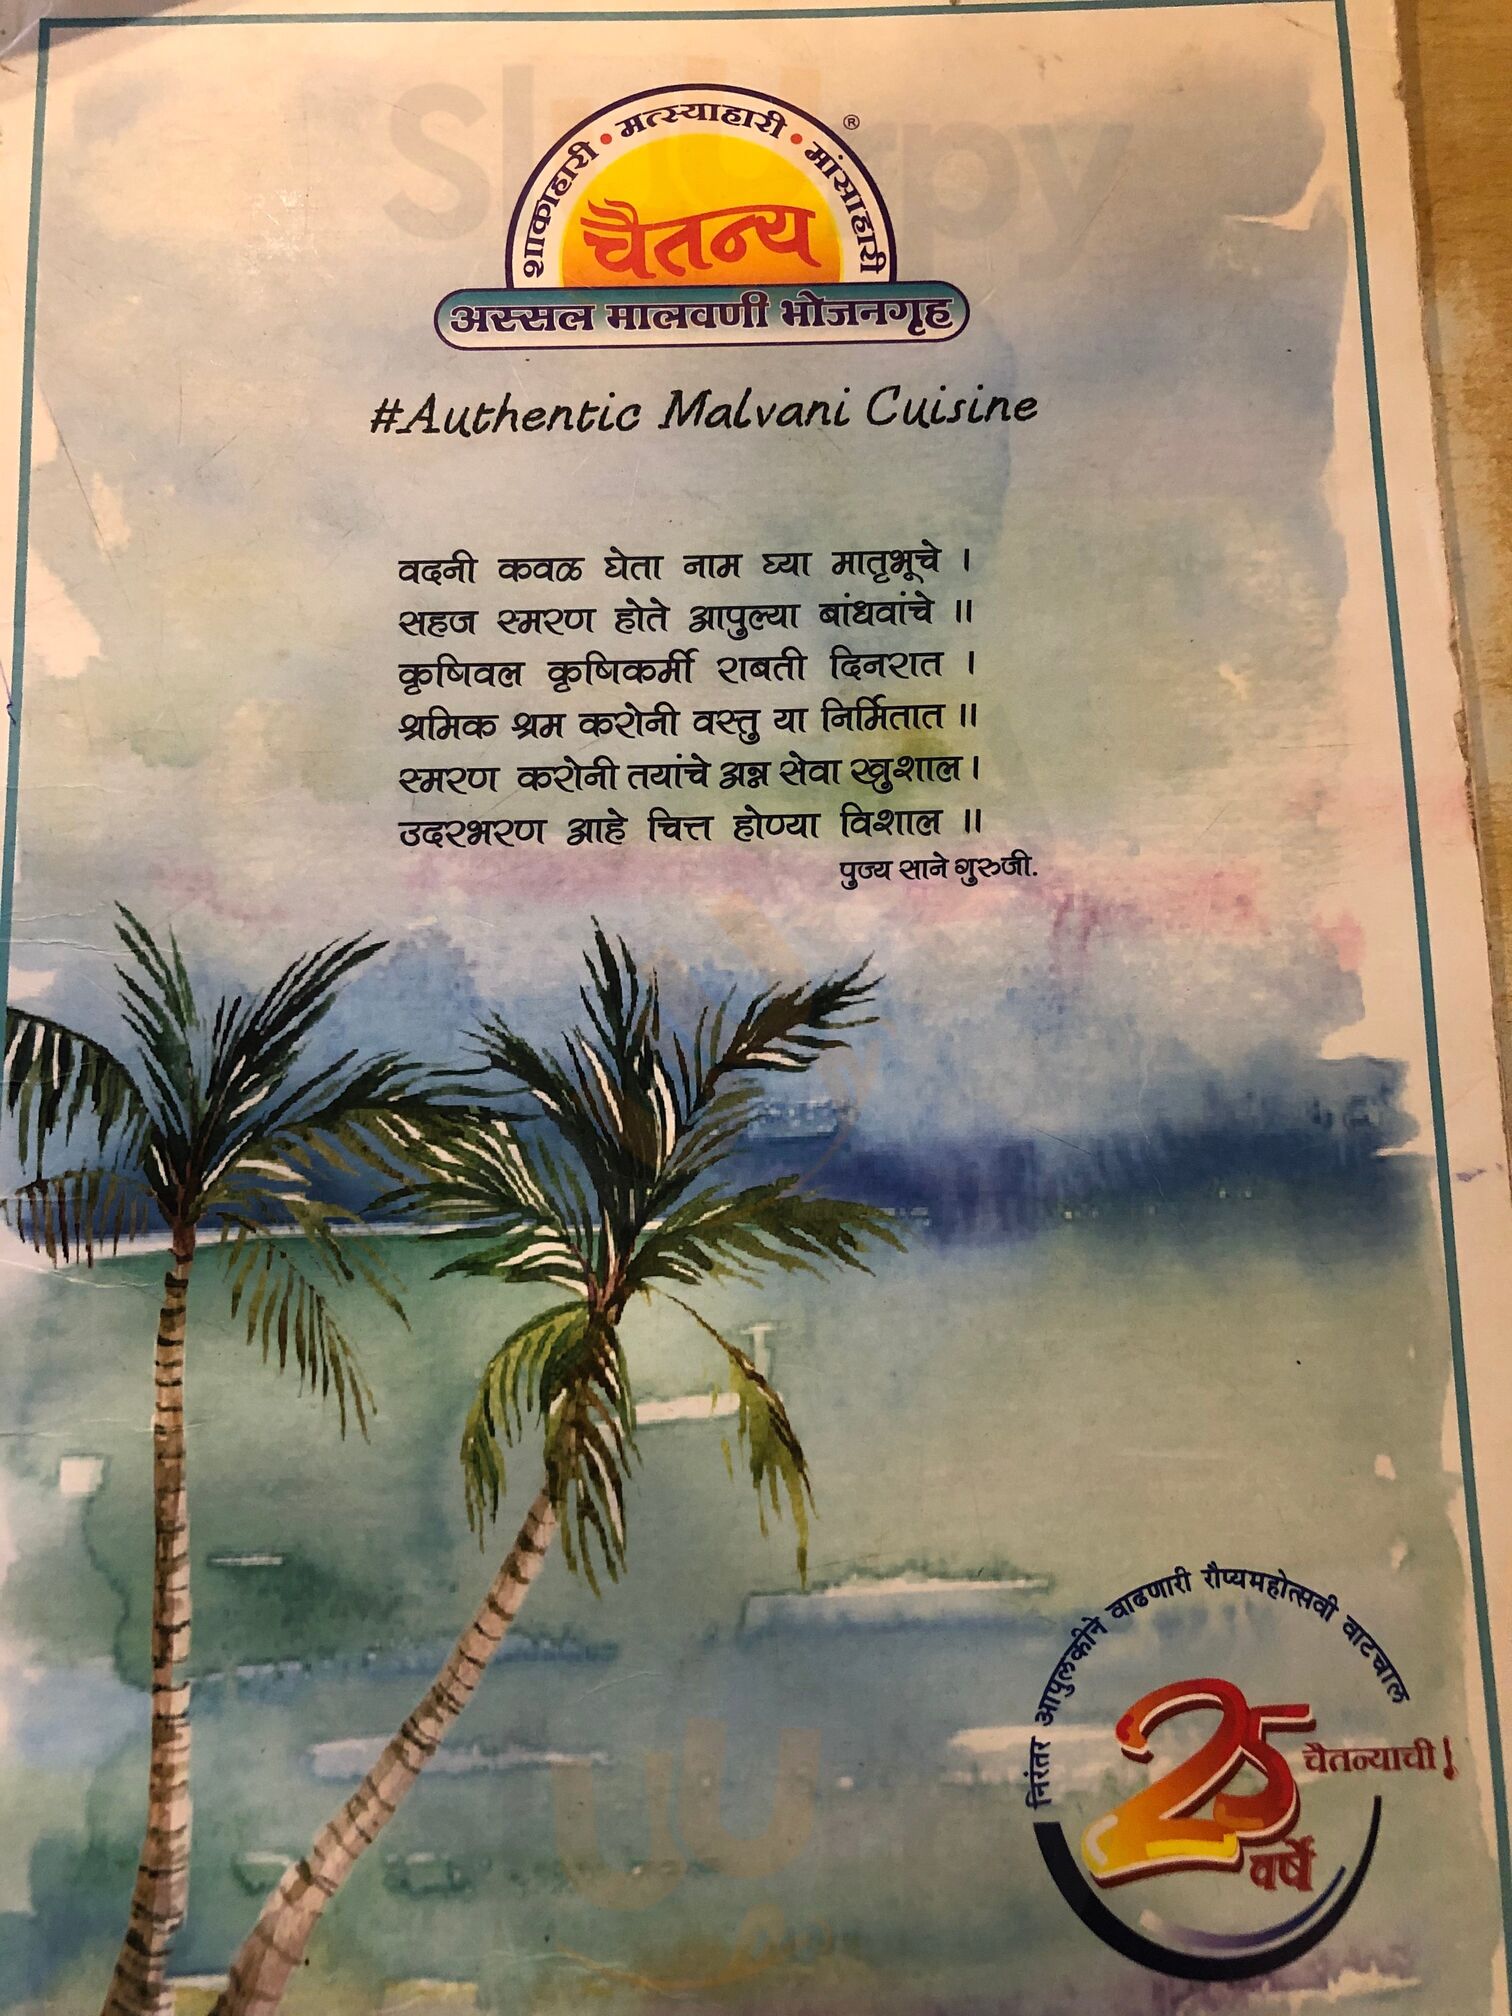 शाकाहारी • मत्स्याहारी • मांसाहारी ®
चैतन्य
अस्सल मालवणी भोजनगृह
#Authentic Malvani Cuisine
वदनी कवळ घेता नाम घ्या मातृभूचे ।
सहज स्मरण होते आपुल्या बांधवांचे ॥
कृषिवल कृषिकर्मी राबती दिनरात ।
श्रमिक श्रम करोनी वस्तु या निर्मितात ॥
स्मरण करोनी तयांचे अन्न सेवा खुशाल।
उदरभरण आहे चित्त होण्या विशाल ॥
पुज्य साने गुरुजी.
निरंतर आपुलकीने वाढणारी रौप्यमहोत्सवी वाटचाल
25
चैतन्याची!
वर्षे